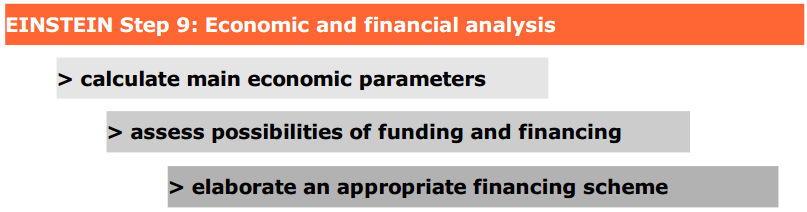 EINSTEIN Step 9: Economic and financial analysis
> calculate main economic parameters
> assess possibilities of funding and financing
> elaborate an appropriate financing scheme